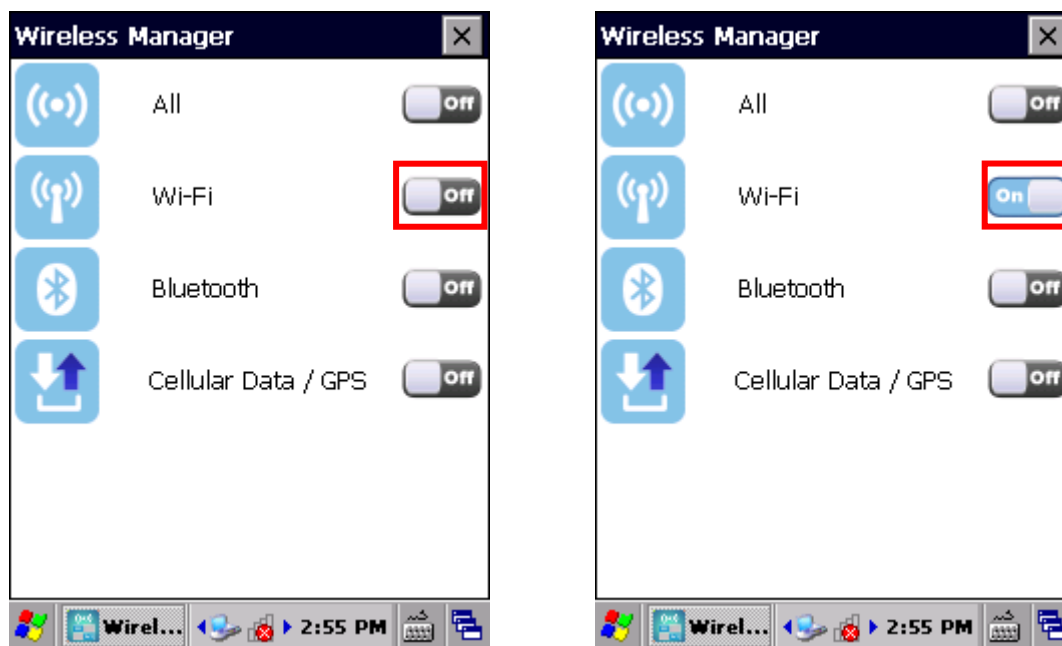 Wireless Manager
All Off
Wi-Fi Off
Bluetooth Off
Cellular Data / GPS Off
Wirel... 2:55 PM
Wireless Manager
All Off
Wi-Fi On
Bluetooth Off
Cellular Data / GPS Off
Wirel... 2:55 PM